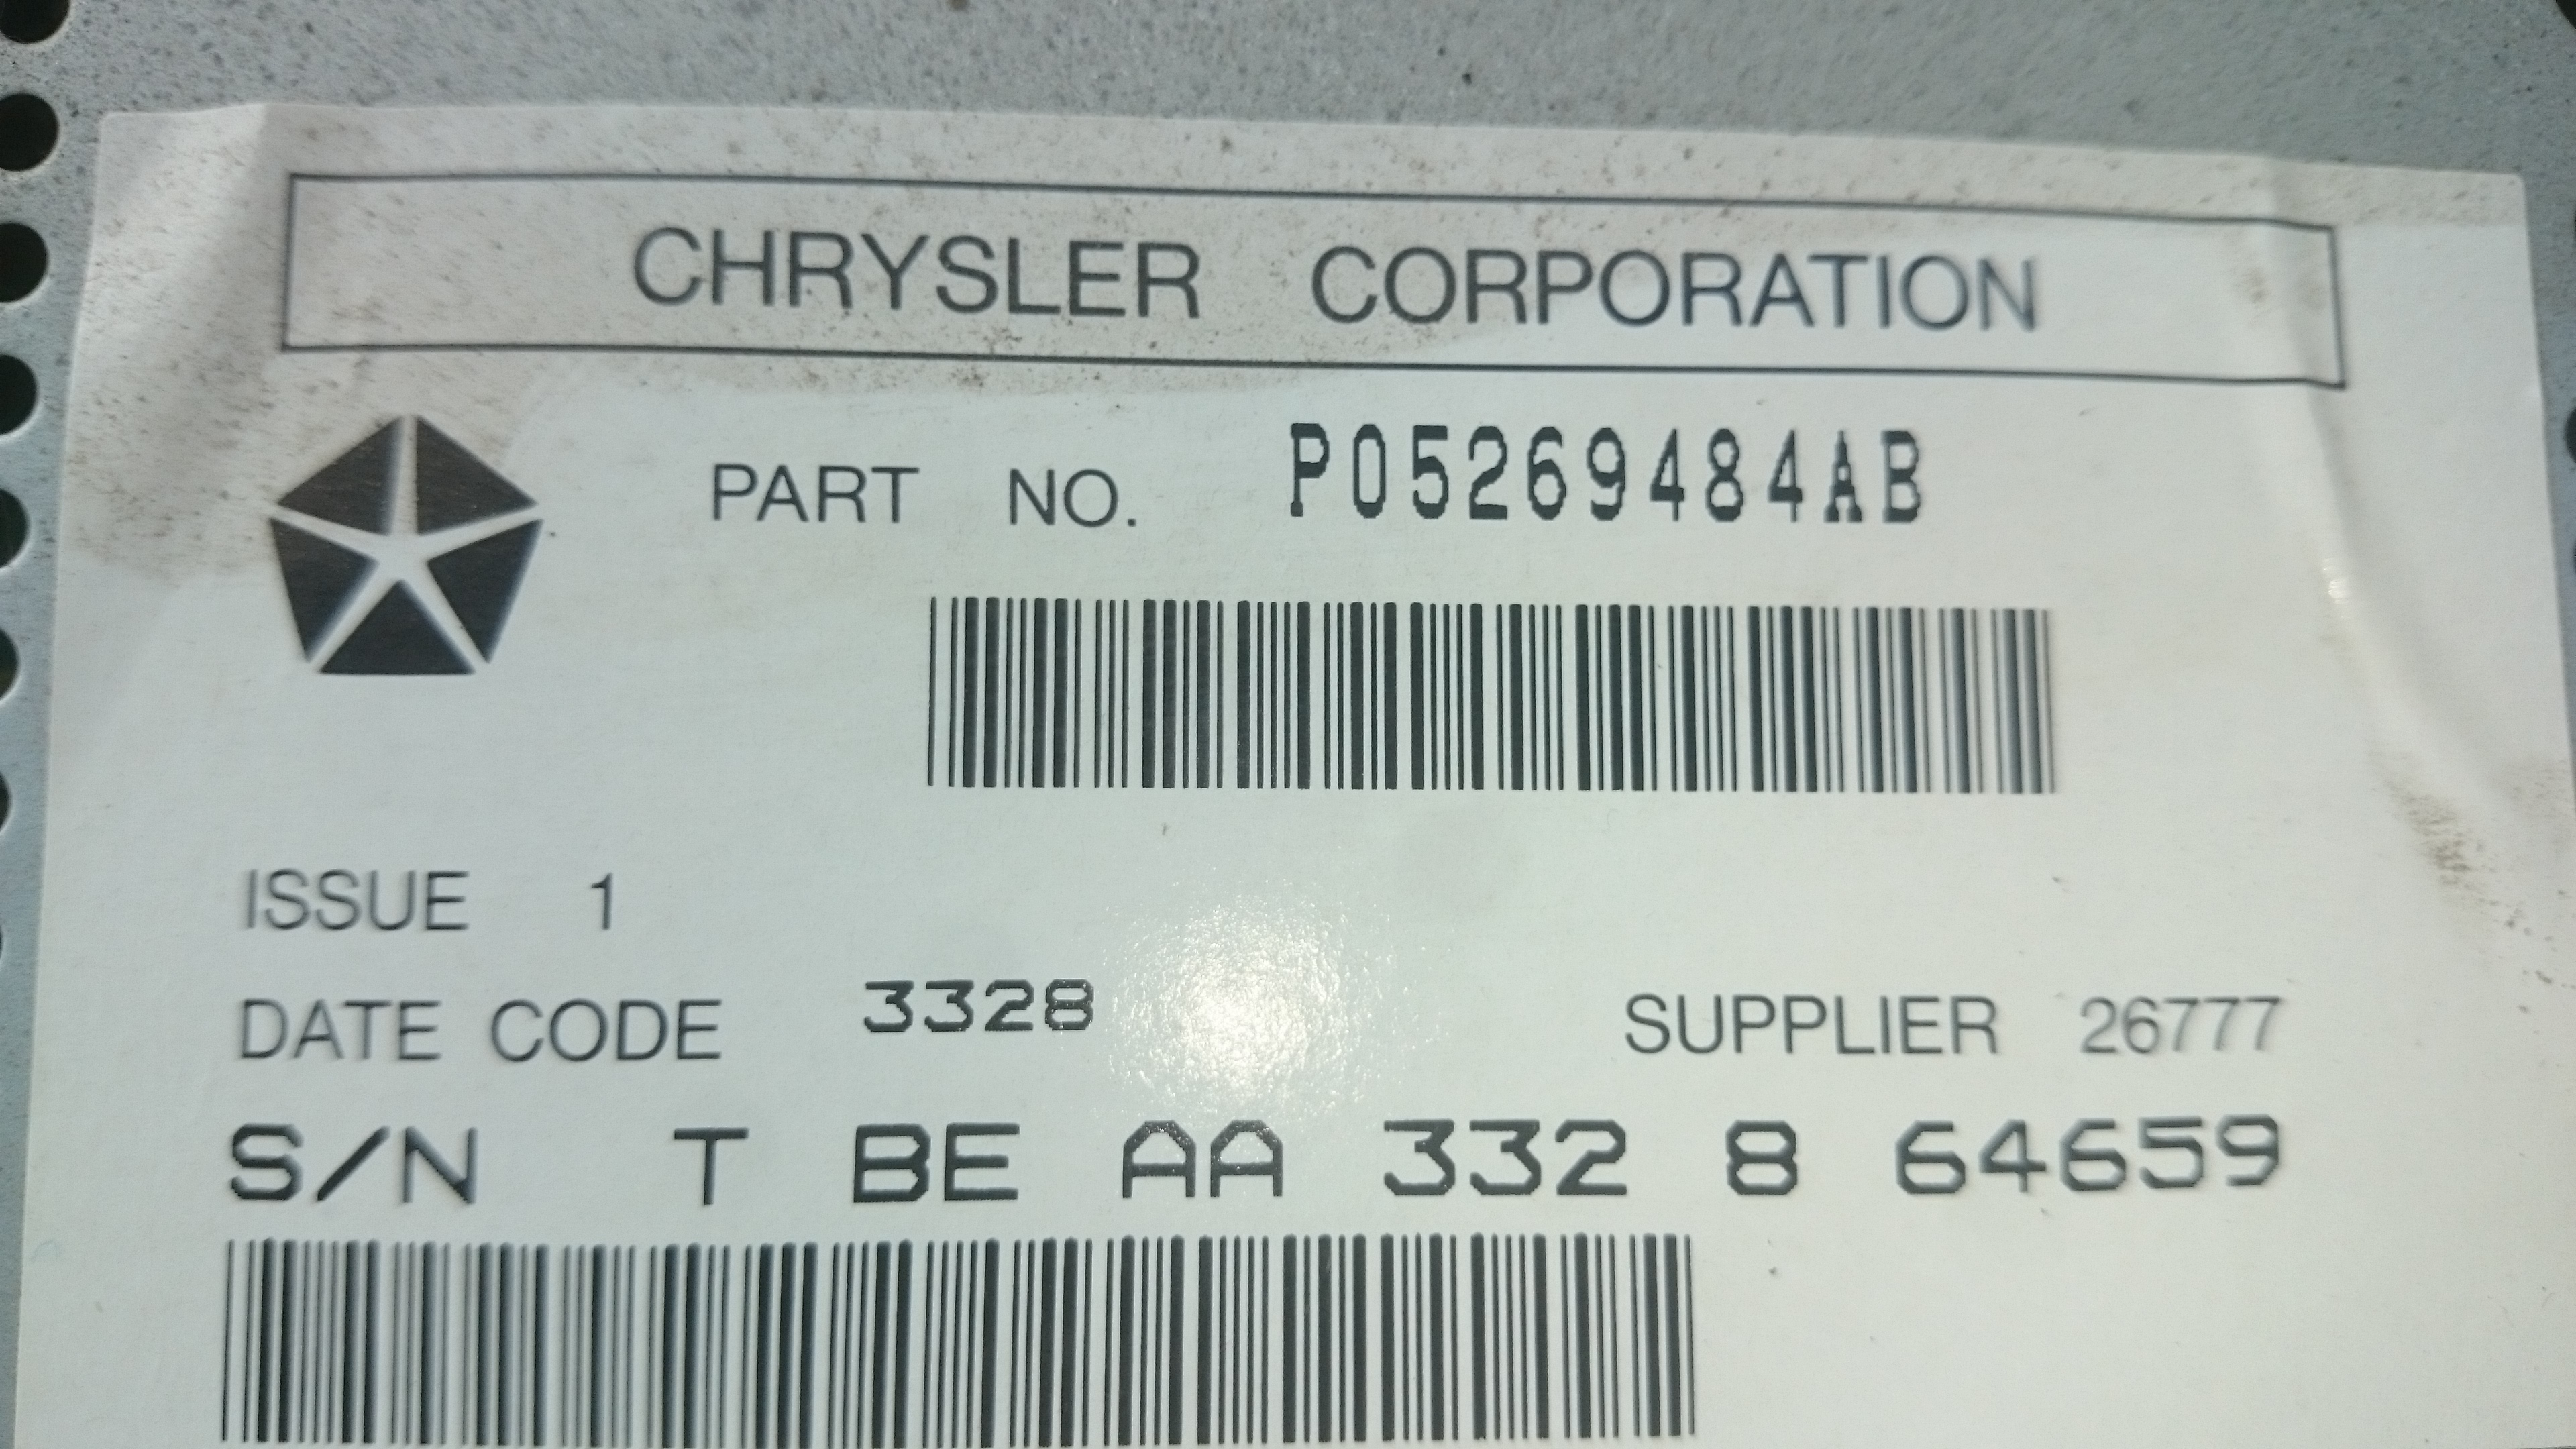 CHRYSLER CORPORATION
PART NO. P05269484AB
ISSUE 1
DATE CODE 3328 SUPPLIER 26777
S/N T BE AA 332 8 64659